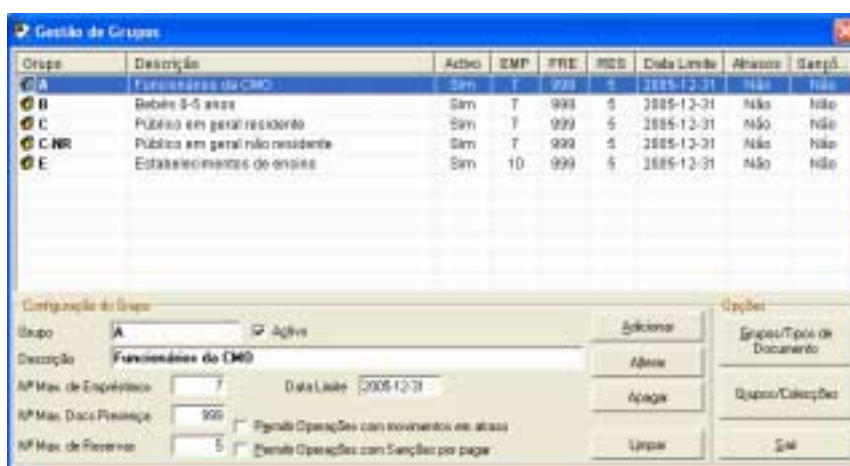 Gestão de Grupos
Grupo Descrição Activo EMP PRE RES Data Limite Atrasos Sançõ...
A Funcionários da CMO Sim 7 999 5 2005-12-31 Não Não
B Bebés 0-5 anos Sim 7 999 5 2005-12-31 Não Não
C Público em geral residente Sim 7 999 5 2005-12-31 Não Não
C-NR Público em geral não residente Sim 7 999 5 2005-12-31 Não Não
E Estabelecimentos de ensino Sim 10 999 5 2005-12-31 Não Não
Configuração do Grupo
Grupo A Activo
Descrição Funcionários da CMO
Nº Max. de Empréstimos 7 Data Limite 2005-12-31
Nº Max. Docs Presença 999
Permite Operações com movimentos em atraso
Nº Max. de Reservas 5 Permite Operações com Sanções por pagar
Adicionar
Alterar
Apagar
Limpar
Opções
Grupos/Tipos de
Documento
Grupos/Colecções
Sair